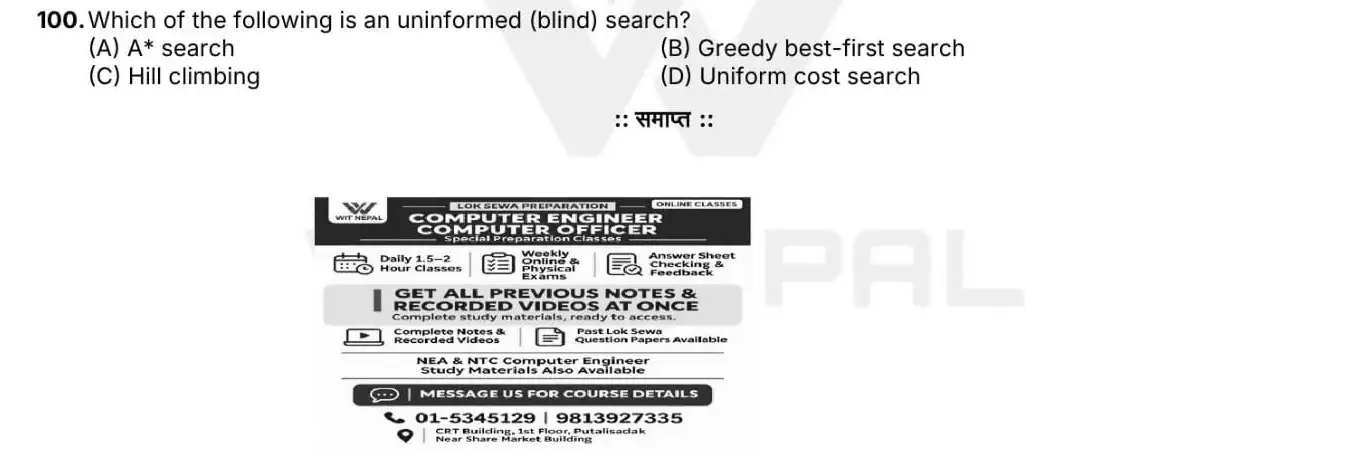 100. Which of the following is an uninformed (blind) search?
(A) A* search (B) Greedy best-first search
(C) Hill climbing (D) Uniform cost search
:: समाप्त ::
W
PAL
WIT NEPAL
LOK SEWA PREPARATION
ONLINE CLASSES
COMPUTER ENGINEER
COMPUTER OFFICER
Special Preparation Classes
Daily 1.5–2
Hour Classes
Weekly
Online &
Physical
Exams
Answer Sheet
Checking &
Feedback
GET ALL PREVIOUS NOTES &
RECORDED VIDEOS AT ONCE
Complete study materials, ready to access.
Complete Notes &
Recorded Videos
Past Lok Sewa
Question Papers Available
NEA & NTC Computer Engineer
Study Materials Also Available
MESSAGE US FOR COURSE DETAILS
01-5345129 | 9813927335
CRT Building, 1st Floor, Putalisadak
Near Share Market Building